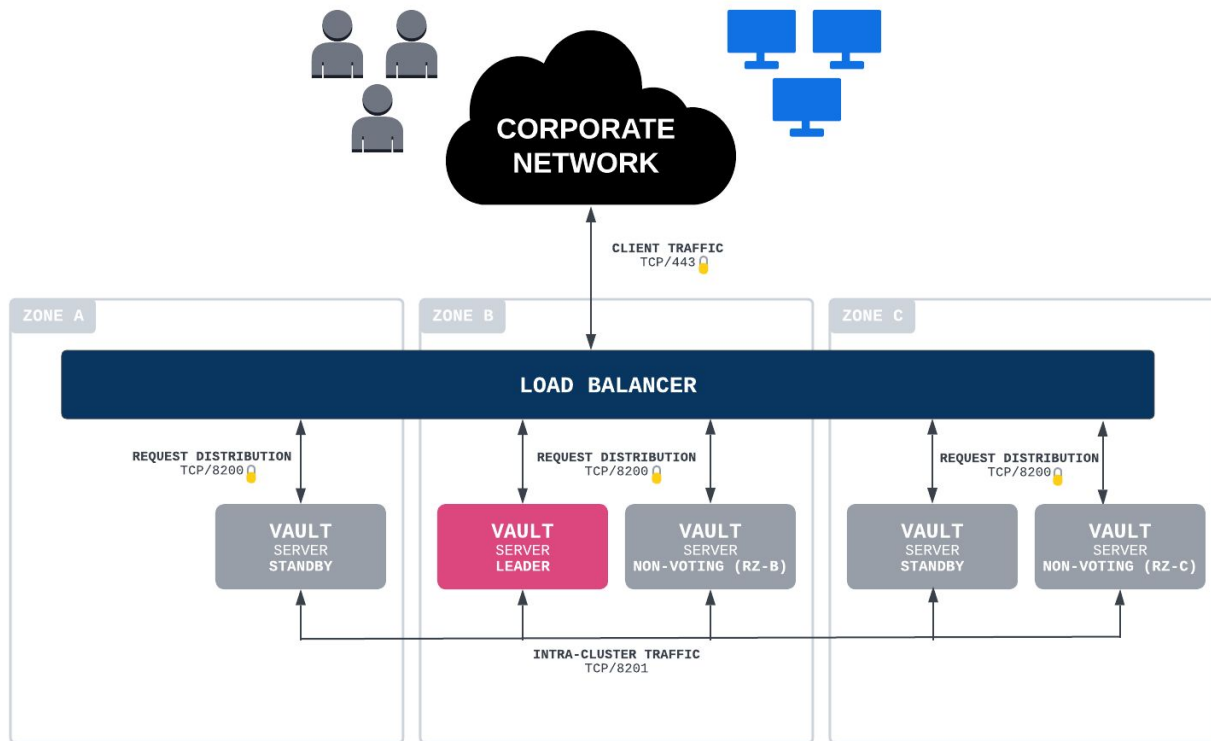 CORPORATE
NETWORK
CLIENT TRAFFIC
TCP/443
ZONE A
ZONE B
ZONE C
LOAD BALANCER
REQUEST DISTRIBUTION
TCP/8200
REQUEST DISTRIBUTION
TCP/8200
REQUEST DISTRIBUTION
TCP/8200
VAULT
SERVER
STANDBY
VAULT
SERVER
LEADER
VAULT
SERVER
NON-VOTING (RZ-B)
VAULT
SERVER
STANDBY
VAULT
SERVER
NON-VOTING (RZ-C)
INTRA-CLUSTER TRAFFIC
TCP/8201